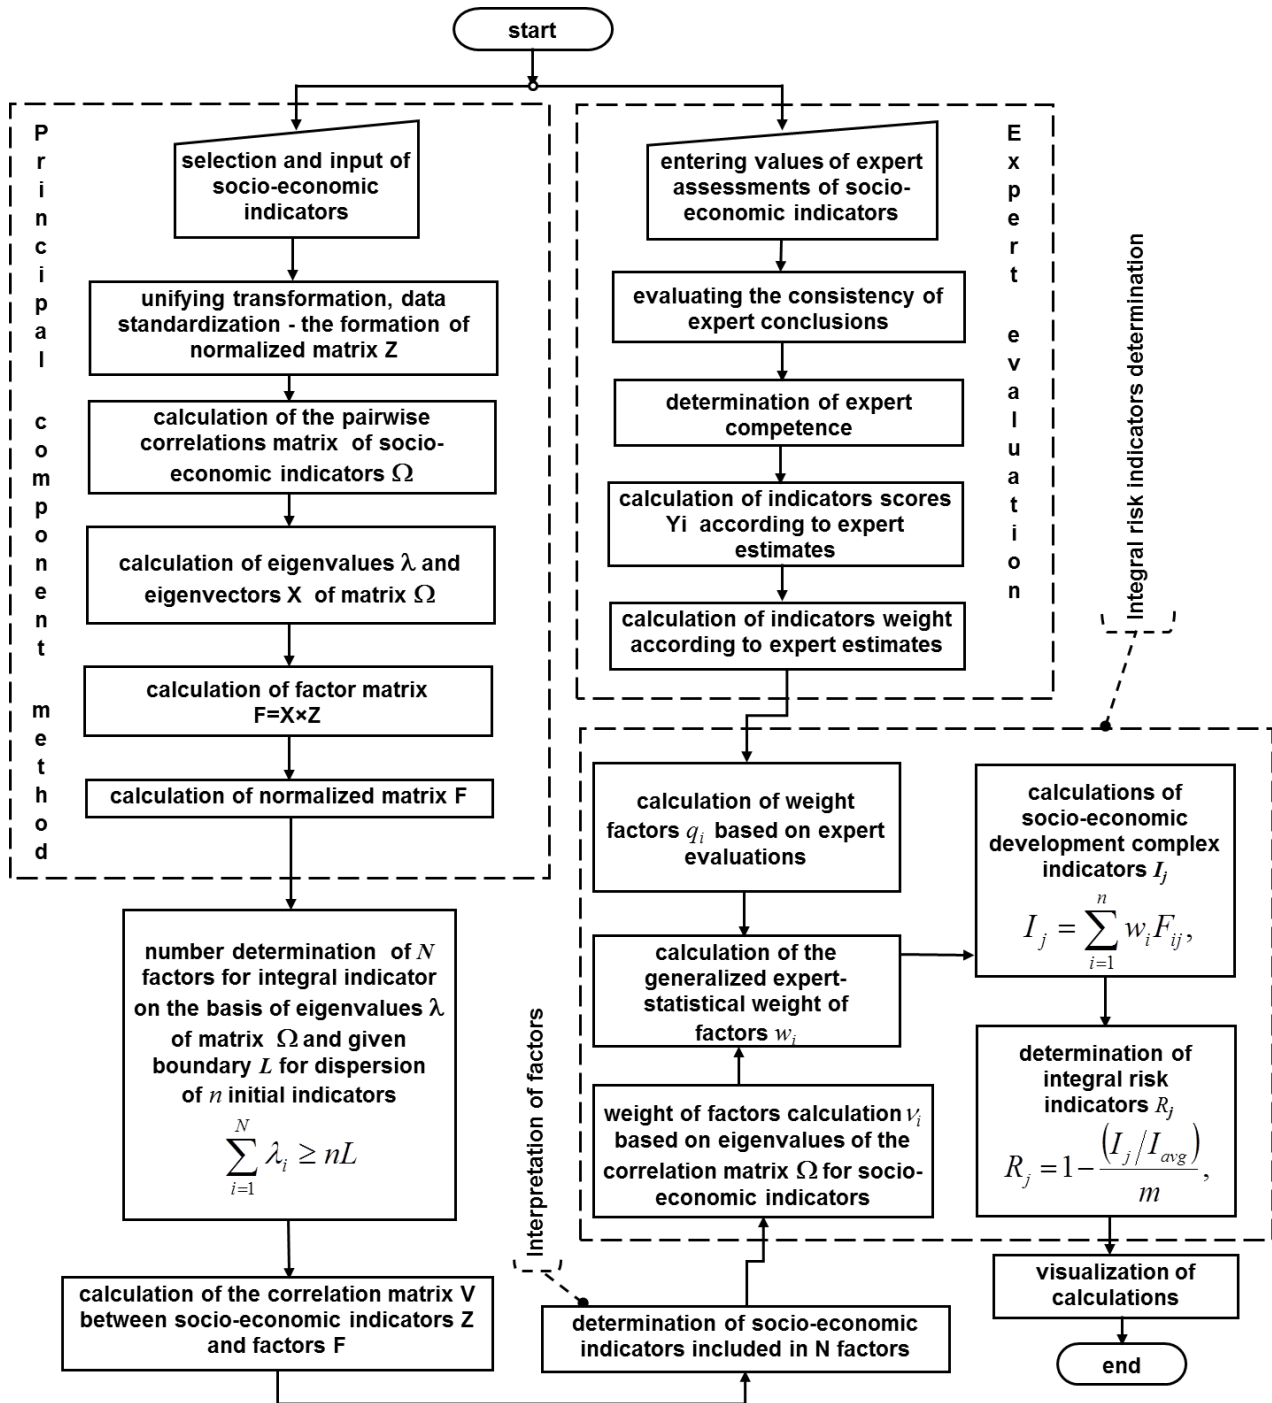 start
Principal component method
selection and input of
socio-economic
indicators
unifying transformation, data
standardization - the formation of
normalized matrix Z
calculation of the pairwise
correlations matrix of socio-
economic indicators Ω
calculation of eigenvalues λ and
eigenvectors X of matrix Ω
calculation of factor matrix
F=X×Z
calculation of normalized matrix F
number determination of N
factors for integral indicator
on the basis of eigenvalues λ
of matrix Ω and given
boundary L for dispersion
of n initial indicators
∑_{i=1}^{N} λ_i ≥ nL
calculation of the correlation matrix V
between socio-economic indicators Z
and factors F
Expert evaluation
entering values of expert
assessments of socio-
economic indicators
evaluating the consistency of
expert conclusions
determination of expert
competence
calculation of indicators scores
Yi according to expert
estimates
calculation of indicators weight
according to expert estimates
Integral risk indicators determination
calculation of weight
factors q_i based on expert
evaluations
calculation of the
generalized expert-
statistical weight of
factors w_i
weight of factors calculation ν_i
based on eigenvalues of the
correlation matrix Ω for socio-
economic indicators
Interpretation of factors
determination of socio-economic
indicators included in N factors
calculations of
socio-economic
development complex
indicators I_j
I_j = ∑_{i=1}^{n} w_i F_{ij},
determination of
integral risk
indicators R_j
R_j = 1 − (I_j / I_{avg}) / m,
visualization of
calculations
end